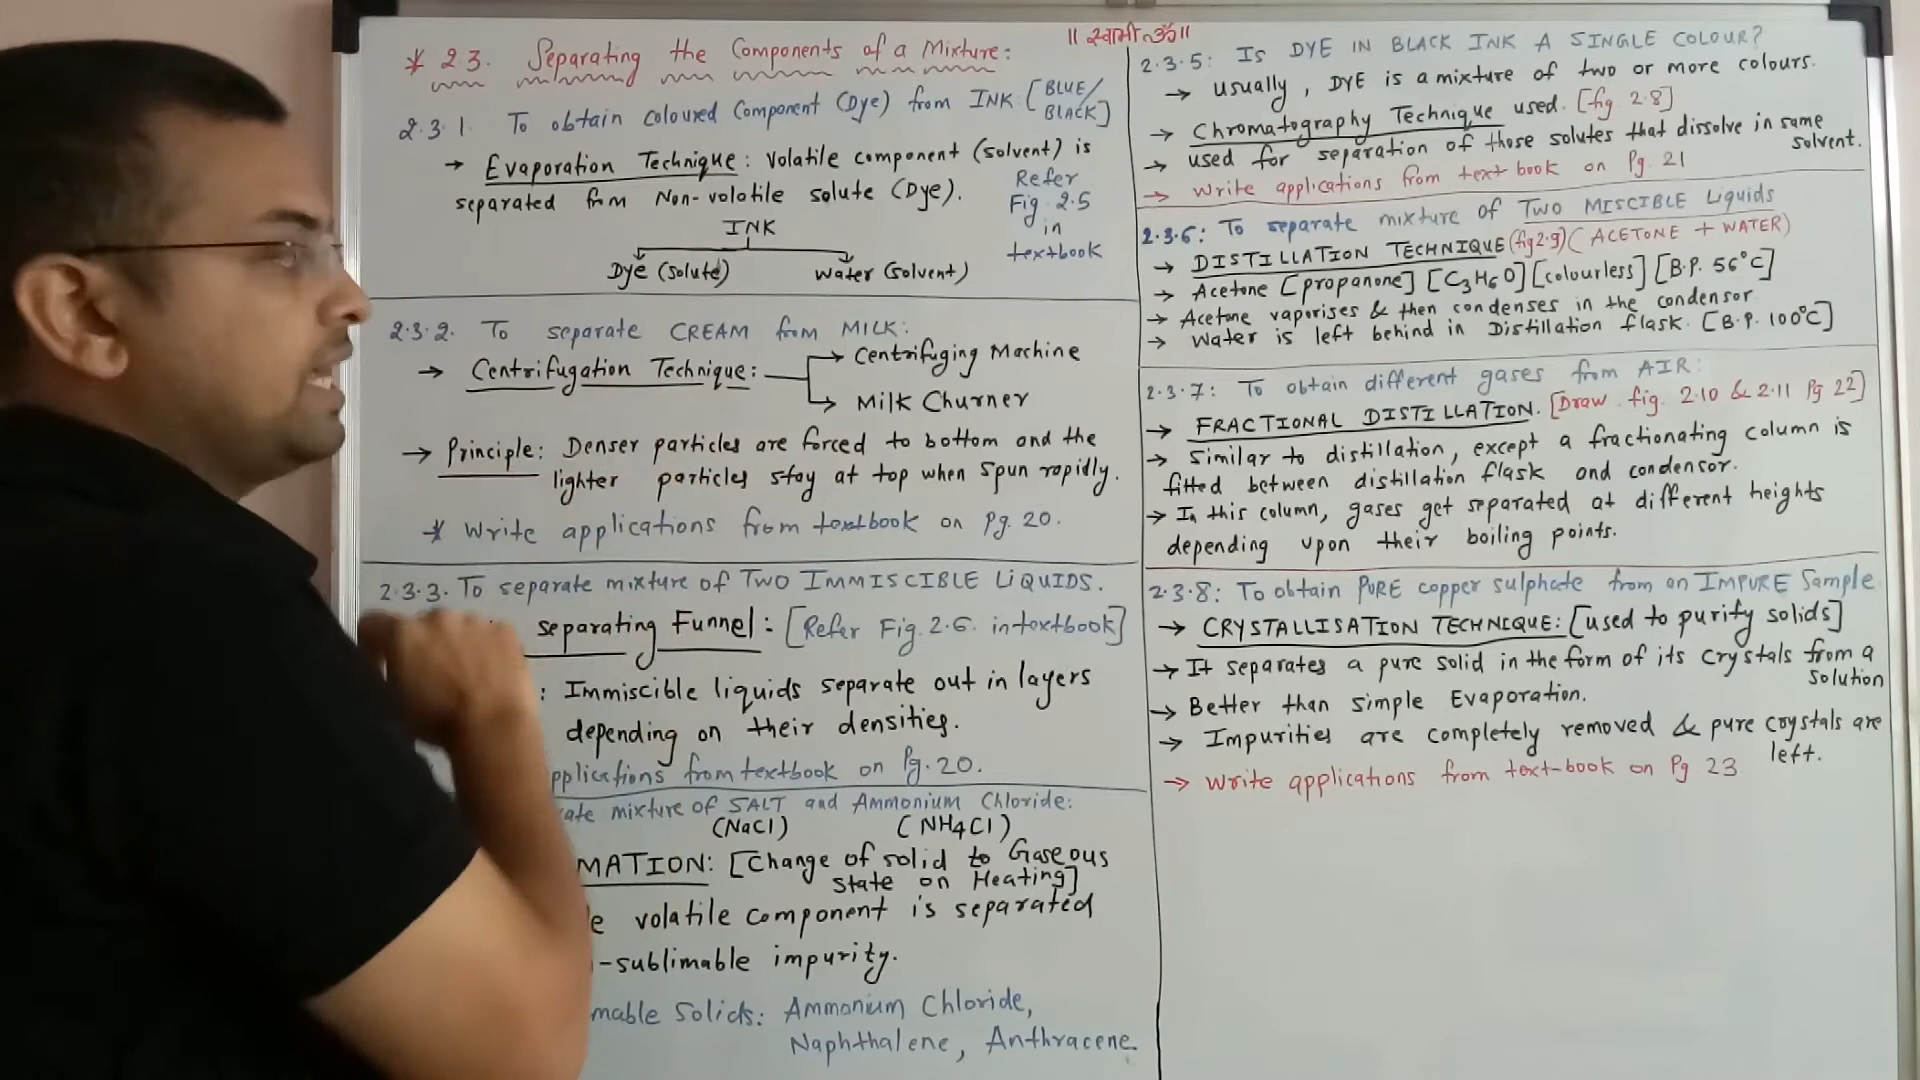 || स्वामी ॐ ||
* 2.3. Separating the Components of a Mixture:
2.3.1. To obtain coloured Component (Dye) from INK [BLUE/
BLACK]
→ Evaporation Technique: Volatile component (solvent) is
separated from Non-volatile solute (Dye).
Refer
Fig 2.5
in
textbook
INK
Dye (solute) Water (solvent)
2.3.2. To separate CREAM from MILK:
→ Centrifugation Technique: → Centrifuging Machine
→ Milk Churner
→ Principle: Denser particles are forced to bottom and the
lighter particles stay at top when spun rapidly.
* Write applications from textbook on Pg. 20.
2.3.3. To separate mixture of TWO IMMISCIBLE LIQUIDS.
separating Funnel: [Refer Fig. 2.6. in textbook]
: Immiscible liquids separate out in layers
depending on their densities.
pplications from textbook on Pg. 20.
ate mixture of SALT and Ammonium Chloride:
(NaCl) (NH4Cl)
MATION: [Change of solid to Gaseous
State on Heating]
e volatile component is separated
-sublimable impurity.
mable Solids: Ammonium Chloride,
Naphthalene, Anthracene.
2.3.5: Is DYE IN BLACK INK A SINGLE COLOUR?
→ usually, DYE is a mixture of two or more colours.
→ Chromatography Technique used. [fig 2.8]
→ used for separation of those solutes that dissolve in same
solvent.
→ Write applications from text book on Pg. 21
2.3.6: To separate mixture of TWO MISCIBLE Liquids
→ DISTILLATION TECHNIQUE (fig 2.9) (ACETONE + WATER)
→ Acetone [propanone] [C3H6O] [colourless] [B.P. 56°C]
→ Acetone vaporises & then condenses in the condensor
→ Water is left behind in Distillation flask. [B.P. 100°C]
2.3.7: To obtain different gases from AIR:
→ FRACTIONAL DISTILLATION. [Draw fig. 2.10 & 2.11 Pg 22]
→ Similar to distillation, except a fractionating column is
fitted between distillation flask and condensor.
→ In this column, gases get separated at different heights
depending upon their boiling points.
2.3.8: To obtain PURE copper sulphate from an IMPURE Sample
→ CRYSTALLISATION TECHNIQUE: [used to purify solids]
→ It separates a pure solid in the form of its crystals from a
solution
→ Better than simple Evaporation.
→ Impurities are completely removed & pure crystals are
left.
→ Write applications from text-book on Pg 23